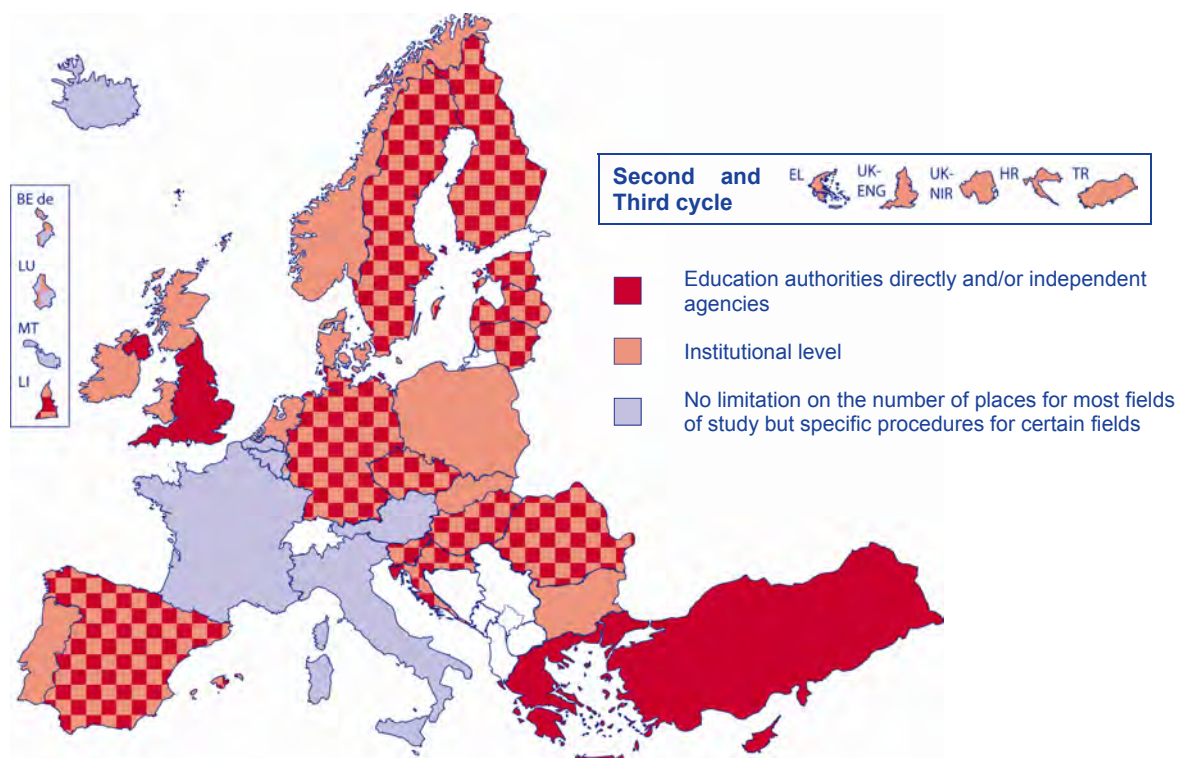 Second and
Third cycle
EL
UK-
ENG
UK-
NIR
HR
TR
BE de
LU
MT
LI
Education authorities directly and/or independent
agencies
Institutional level
No limitation on the number of places for most fields
of study but specific procedures for certain fields